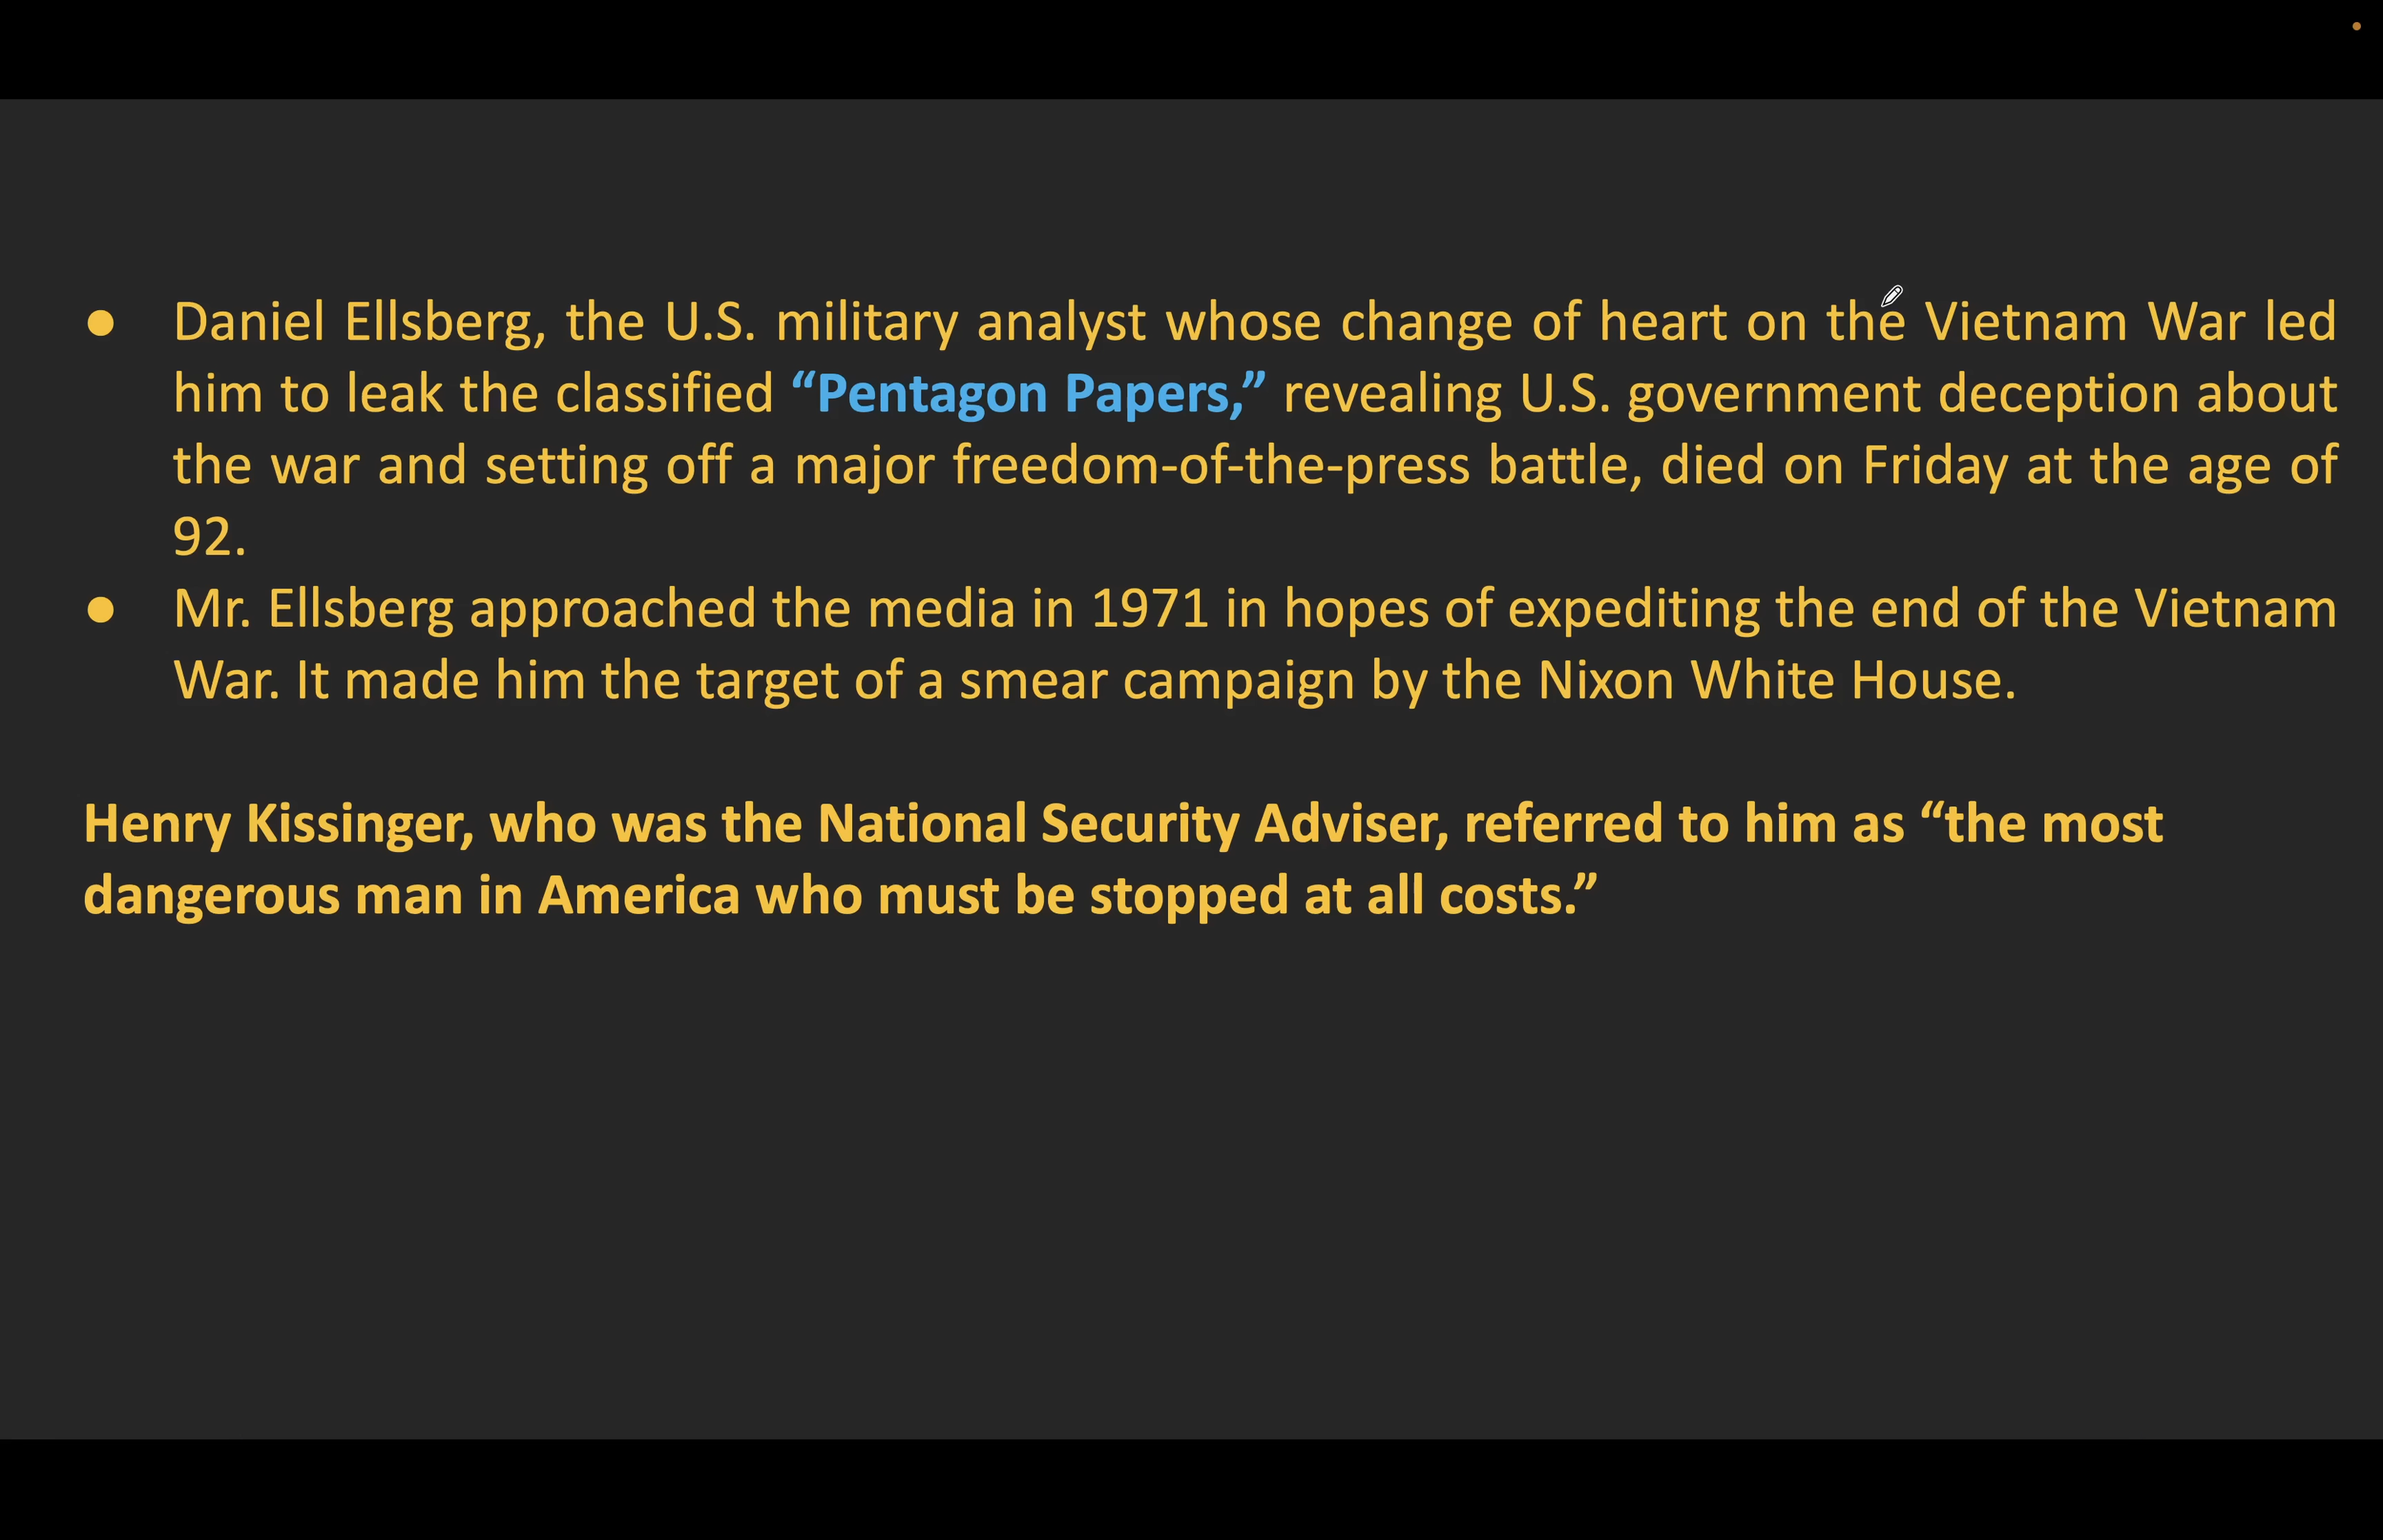 ● Daniel Ellsberg, the U.S. military analyst whose change of heart on the Vietnam War led
him to leak the classified “Pentagon Papers,” revealing U.S. government deception about
the war and setting off a major freedom-of-the-press battle, died on Friday at the age of
92.
● Mr. Ellsberg approached the media in 1971 in hopes of expediting the end of the Vietnam
War. It made him the target of a smear campaign by the Nixon White House.
Henry Kissinger, who was the National Security Adviser, referred to him as “the most
dangerous man in America who must be stopped at all costs.”